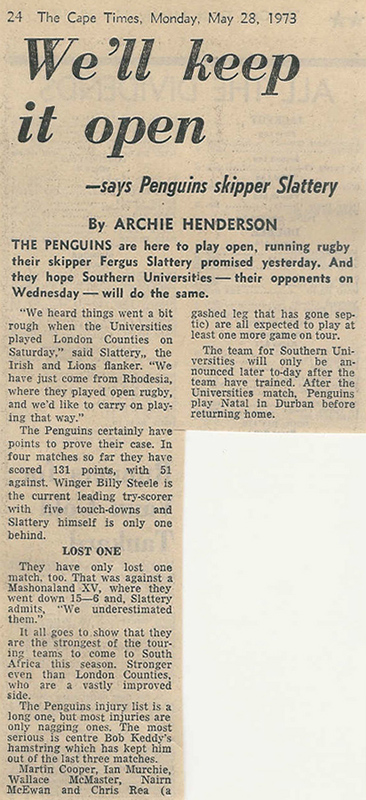 24 The Cape Times, Monday, May 28, 1973
We'll keep
it open
—says Penguins skipper Slattery
By ARCHIE HENDERSON
THE PENGUINS are here to play open, running rugby
their skipper Fergus Slattery promised yesterday. And
they hope Southern Universities — their opponents on
Wednesday — will do the same.
"We heard things went a bit
rough when the Universities
played London Counties on
Saturday," said Slattery,, the
Irish and Lions flanker. "We
have just come from Rhodesia,
where they played open rugby,
and we'd like to carry on play-
ing that way."
The Penguins certainly have
points to prove their case. In
four matches so far they have
scored 131 points, with 51
against. Winger Billy Steele is
the current leading try-scorer
with five touch-downs and
Slattery himself is only one
behind.
LOST ONE
They have only lost one
match, too. That was against a
Mashonaland XV, where they
went down 15—6 and, Slattery
admits, "We underestimated
them."
It all goes to show that they
are the strongest of the tour-
ing teams to come to South
Africa this season. Stronger
even than London Counties,
who are a vastly improved
side.
The Penguins injury list is a
long one, but most injuries are
only nagging ones. The most
serious is centre Bob Keddy's
hamstring which has kept him
out of the last three matches.
Martin Cooper, Ian Murchie,
Wallace McMaster, Nairn
McEwan and Chris Rea (a
gashed leg that has gone sep-
tic) are all expected to play at
least one more game on tour.
The team for Southern Uni-
versities will only be an-
nounced later to-day after the
team have trained. After the
Universities match, Penguins
play Natal in Durban before
returning home.